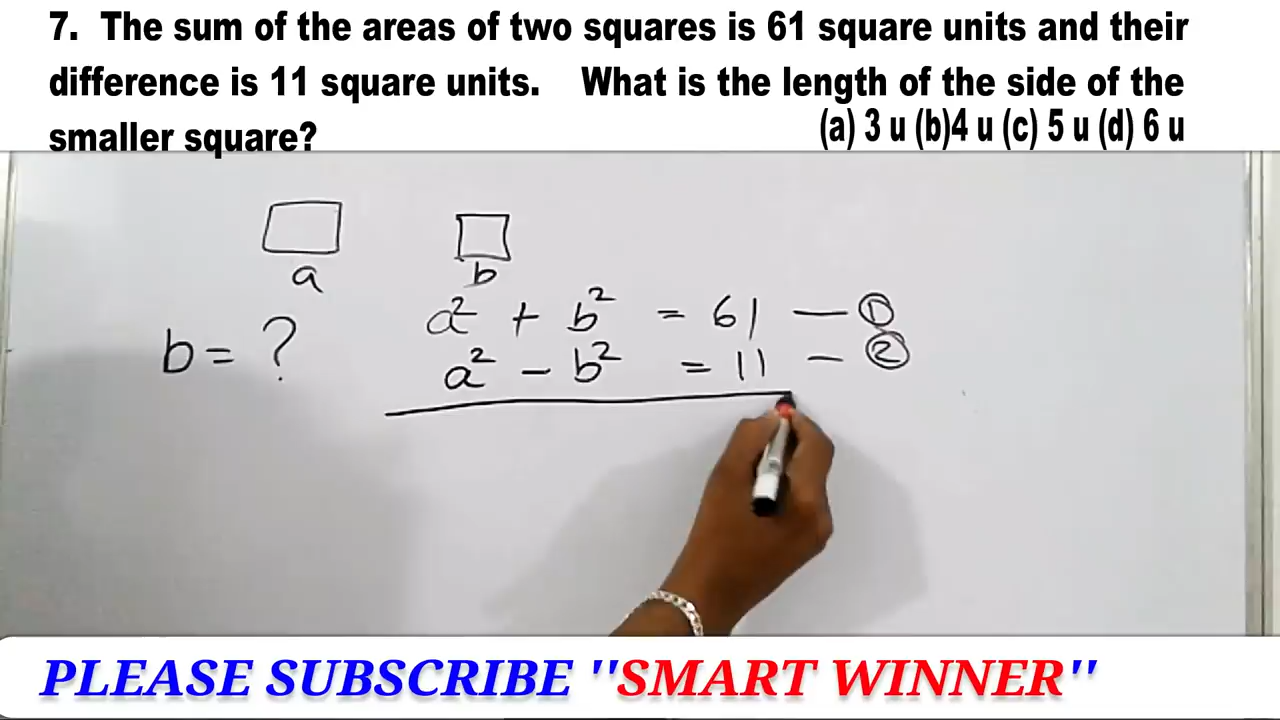 7. The sum of the areas of two squares is 61 square units and their
difference is 11 square units. What is the length of the side of the
smaller square?
(a) 3 u (b)4 u (c) 5 u (d) 6 u
a b
a² + b² = 61 — ①
b = ?
a² - b² = 11 — ②
PLEASE SUBSCRIBE ''SMART WINNER''